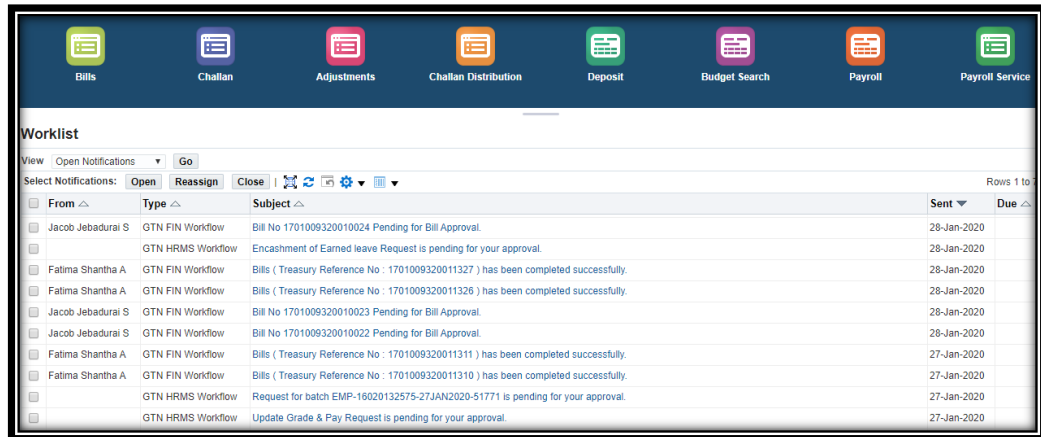 Bills Challan Adjustments Challan Distribution Deposit Budget Search Payroll Payroll Service
Worklist
View Open Notifications Go
Select Notifications: Open Reassign Close
Rows 1 to 7
From Type Subject Sent Due
Jacob Jebadurai S GTN FIN Workflow Bill No 1701009320010024 Pending for Bill Approval. 28-Jan-2020
GTN HRMS Workflow Encashment of Earned leave Request is pending for your approval. 28-Jan-2020
Fatima Shantha A GTN FIN Workflow Bills ( Treasury Reference No : 1701009320011327 ) has been completed successfully. 28-Jan-2020
Fatima Shantha A GTN FIN Workflow Bills ( Treasury Reference No : 1701009320011326 ) has been completed successfully. 28-Jan-2020
Jacob Jebadurai S GTN FIN Workflow Bill No 1701009320010023 Pending for Bill Approval. 28-Jan-2020
Jacob Jebadurai S GTN FIN Workflow Bill No 1701009320010022 Pending for Bill Approval. 28-Jan-2020
Fatima Shantha A GTN FIN Workflow Bills ( Treasury Reference No : 1701009320011311 ) has been completed successfully. 27-Jan-2020
Fatima Shantha A GTN FIN Workflow Bills ( Treasury Reference No : 1701009320011310 ) has been completed successfully. 27-Jan-2020
GTN HRMS Workflow Request for batch EMP-16020132575-27JAN2020-51771 is pending for your approval. 27-Jan-2020
GTN HRMS Workflow Update Grade & Pay Request is pending for your approval. 27-Jan-2020